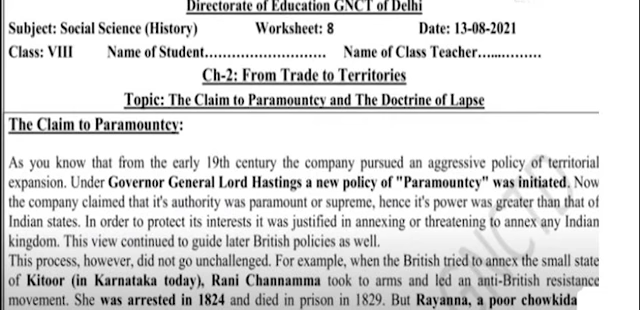 Directorate of Education GNCT of Delhi
Subject: Social Science (History) Worksheet: 8 Date: 13-08-2021
Class: VIII Name of Student........................... Name of Class Teacher...............
Ch-2: From Trade to Territories
Topic: The Claim to Paramountcy and The Doctrine of Lapse
The Claim to Paramountcy:
As you know that from the early 19th century the company pursued an aggressive policy of territorial
expansion. Under Governor General Lord Hastings a new policy of "Paramountcy" was initiated. Now
the company claimed that it's authority was paramount or supreme, hence it's power was greater than that of
Indian states. In order to protect its interests it was justified in annexing or threatening to annex any Indian
kingdom. This view continued to guide later British policies as well.
This process, however, did not go unchallenged. For example, when the British tried to annex the small state
of Kitoor (in Karnataka today), Rani Channamma took to arms and led an anti-British resistance
movement. She was arrested in 1824 and died in prison in 1829. But Rayanna, a poor chowkida
GNCTD